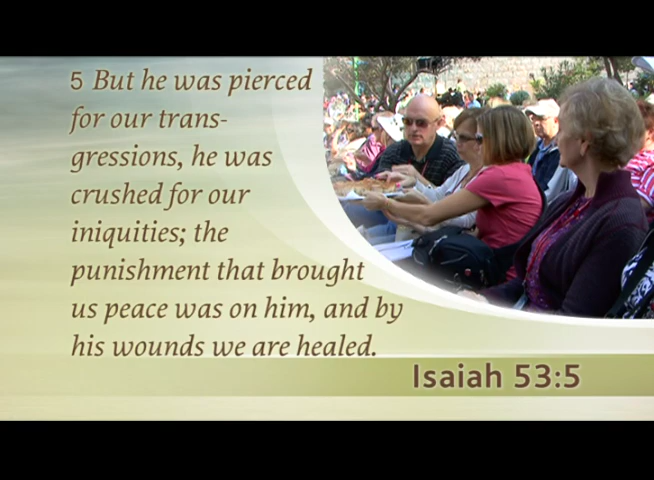 5 But he was pierced
for our trans-
gressions, he was
crushed for our
iniquities; the
punishment that brought
us peace was on him, and by
his wounds we are healed.
Isaiah 53:5